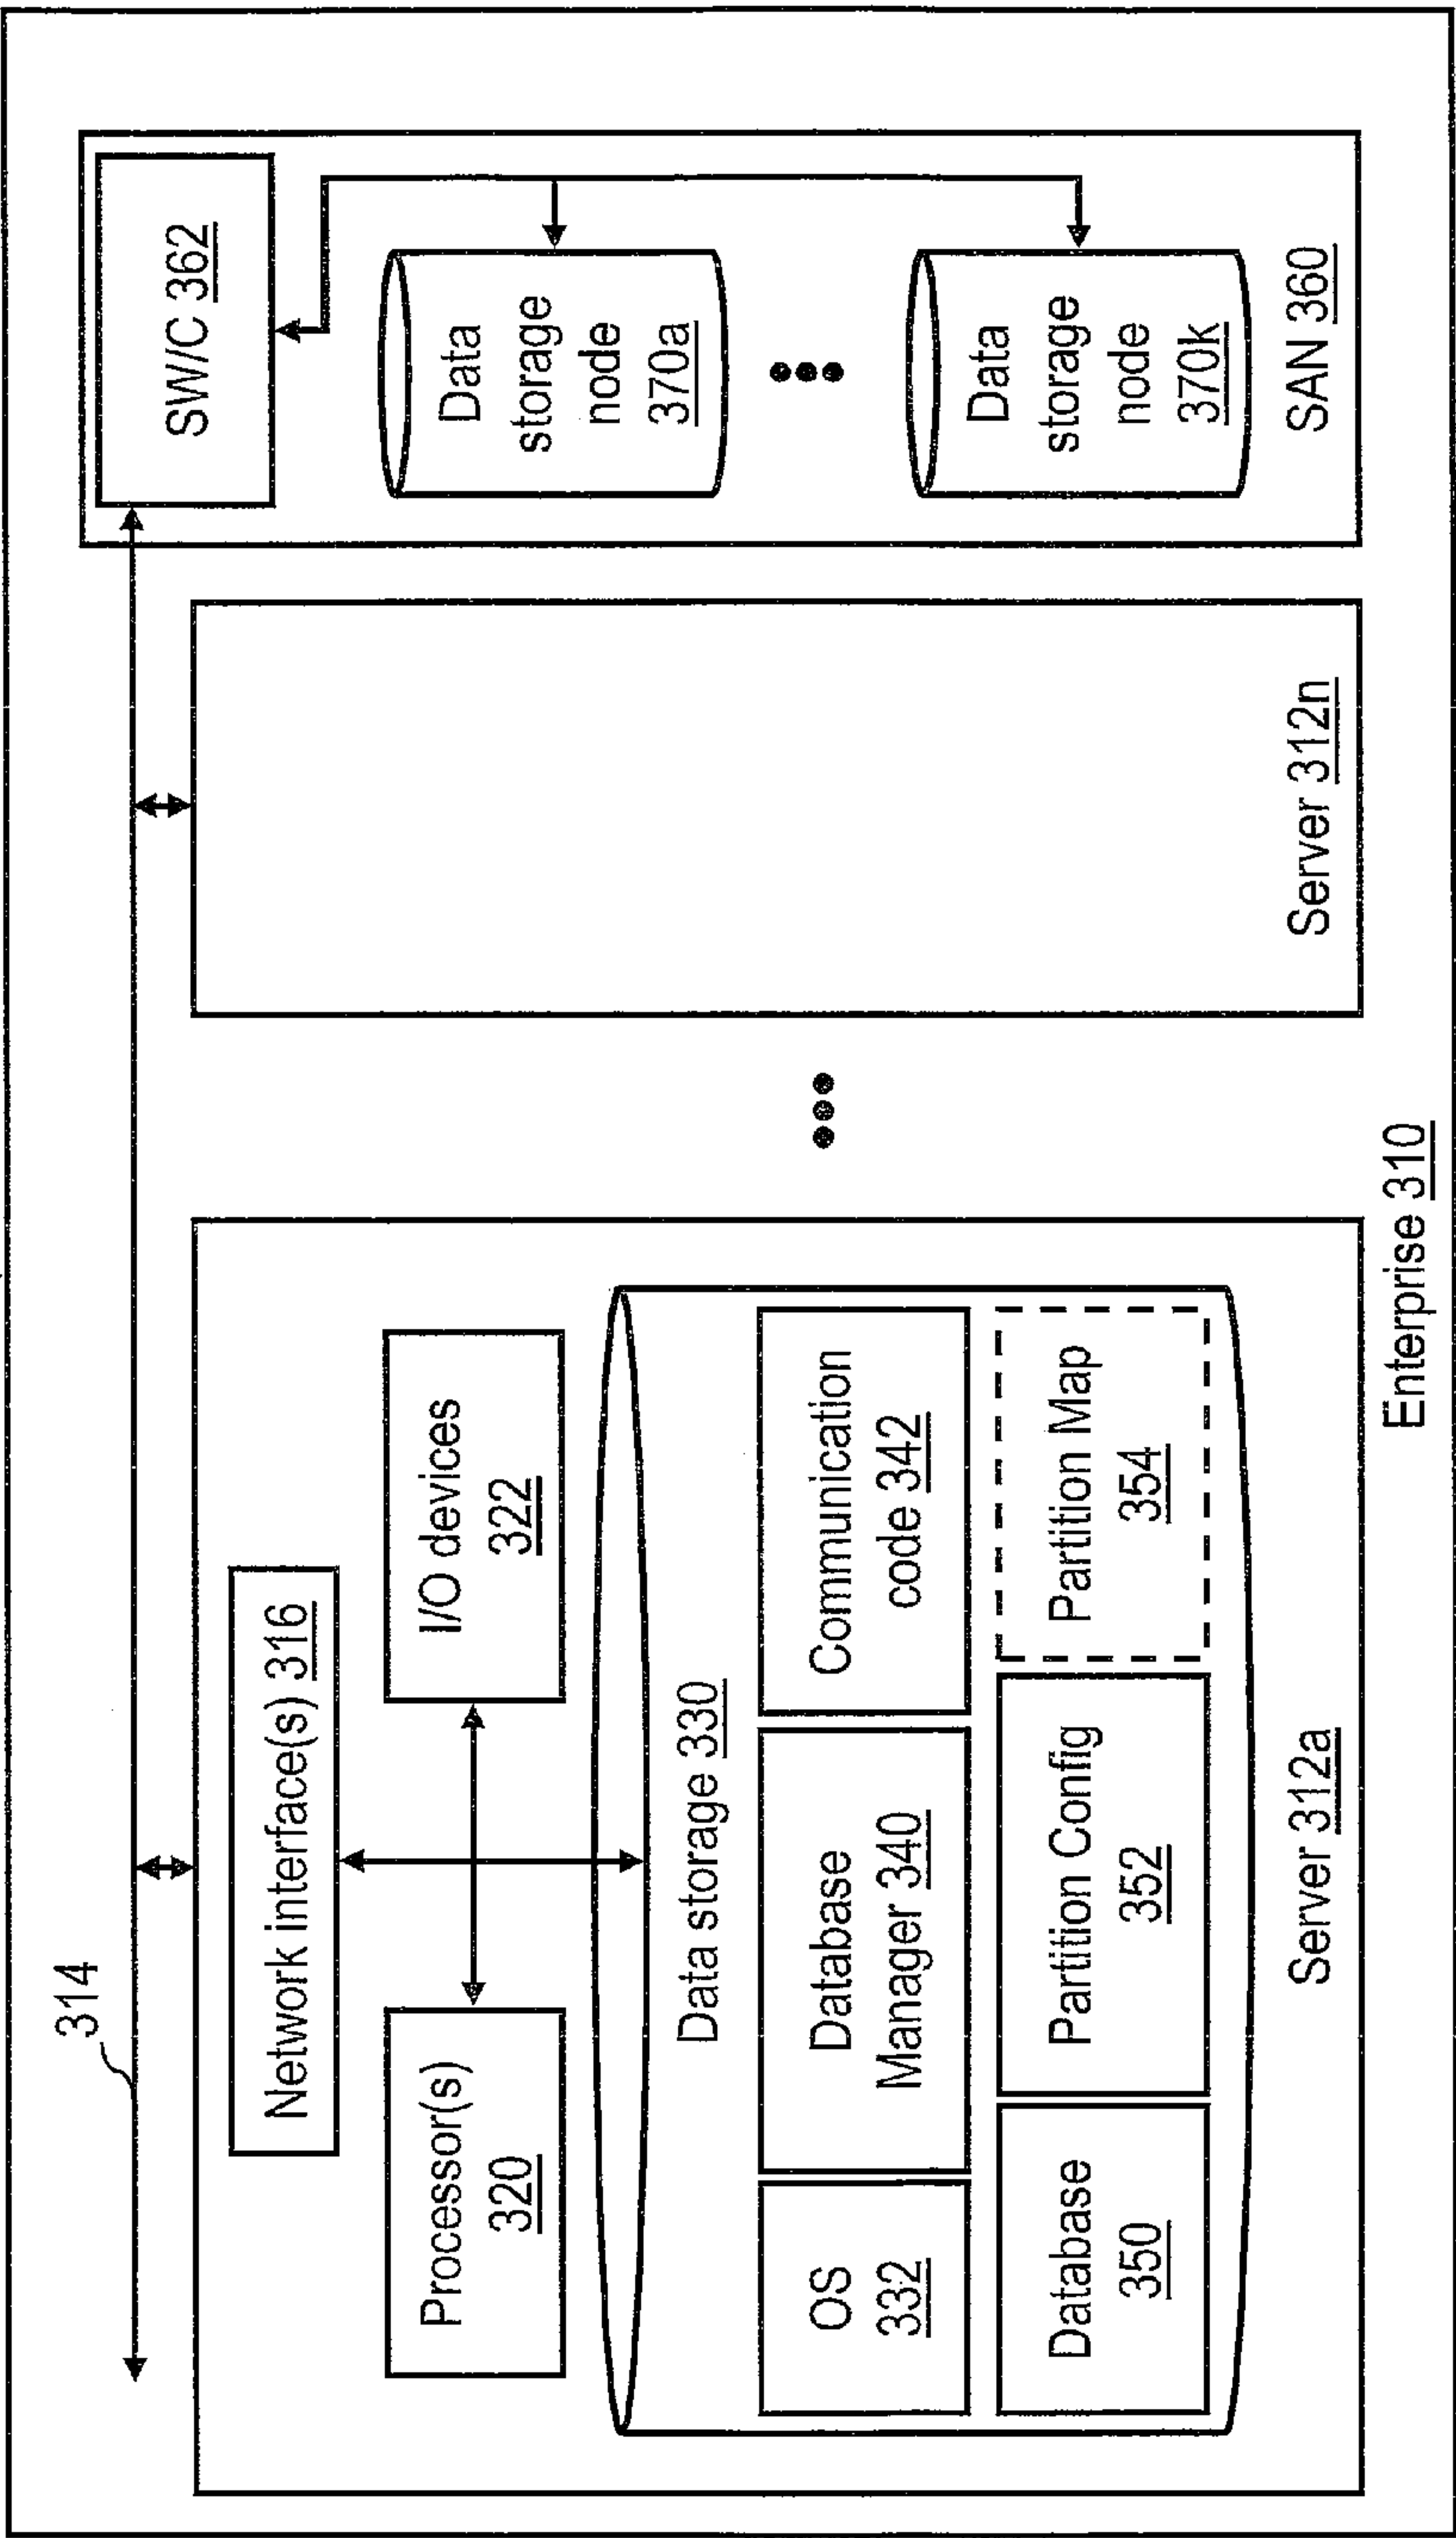 314
Network interface(s) 316
Processor(s)
320
I/O devices
322
Data storage 330
OS
332
Database
Manager 340
Communication
code 342
Database
350
Partition Config
352
Partition Map
354
Server 312a
Server 312n
SW/C 362
Data
storage
node
370a
Data
storage
node
370k
SAN 360
Enterprise 310